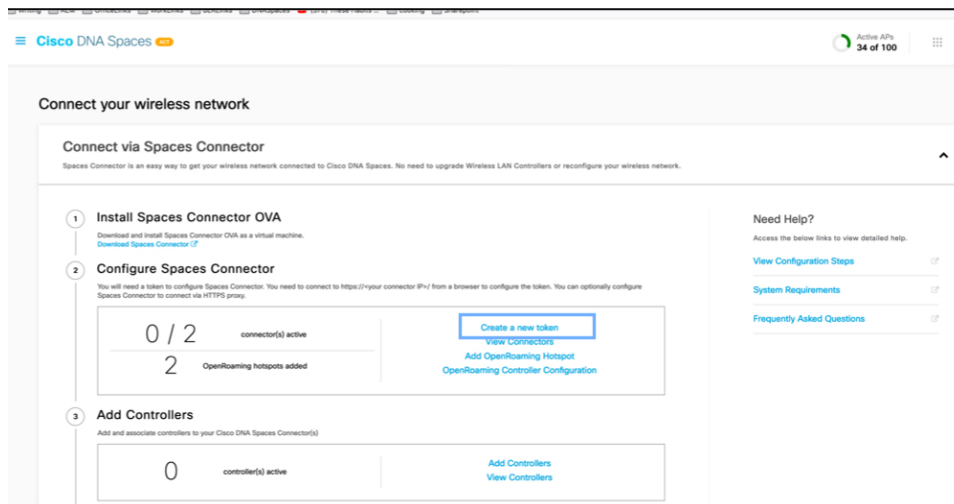 Cisco DNA Spaces ACT
Active APs
34 of 100
Connect your wireless network
Connect via Spaces Connector
Spaces Connector is an easy way to get your wireless network connected to Cisco DNA Spaces. No need to upgrade Wireless LAN Controllers or reconfigure your wireless network.
1 Install Spaces Connector OVA
Download and install Spaces Connector OVA as a virtual machine.
Download Spaces Connector
2 Configure Spaces Connector
You will need a token to configure Spaces Connector. You need to connect to https://<your connector IP>/ from a browser to configure the token. You can optionally configure
Spaces Connector to connect via HTTPS proxy.
0 / 2 connector(s) active
2 OpenRoaming hotspots added
Create a new token
View Connectors
Add OpenRoaming Hotspot
OpenRoaming Controller Configuration
3 Add Controllers
Add and associate controllers to your Cisco DNA Spaces Connector(s)
0 controller(s) active
Add Controllers
View Controllers
Need Help?
Access the below links to view detailed help.
View Configuration Steps
System Requirements
Frequently Asked Questions